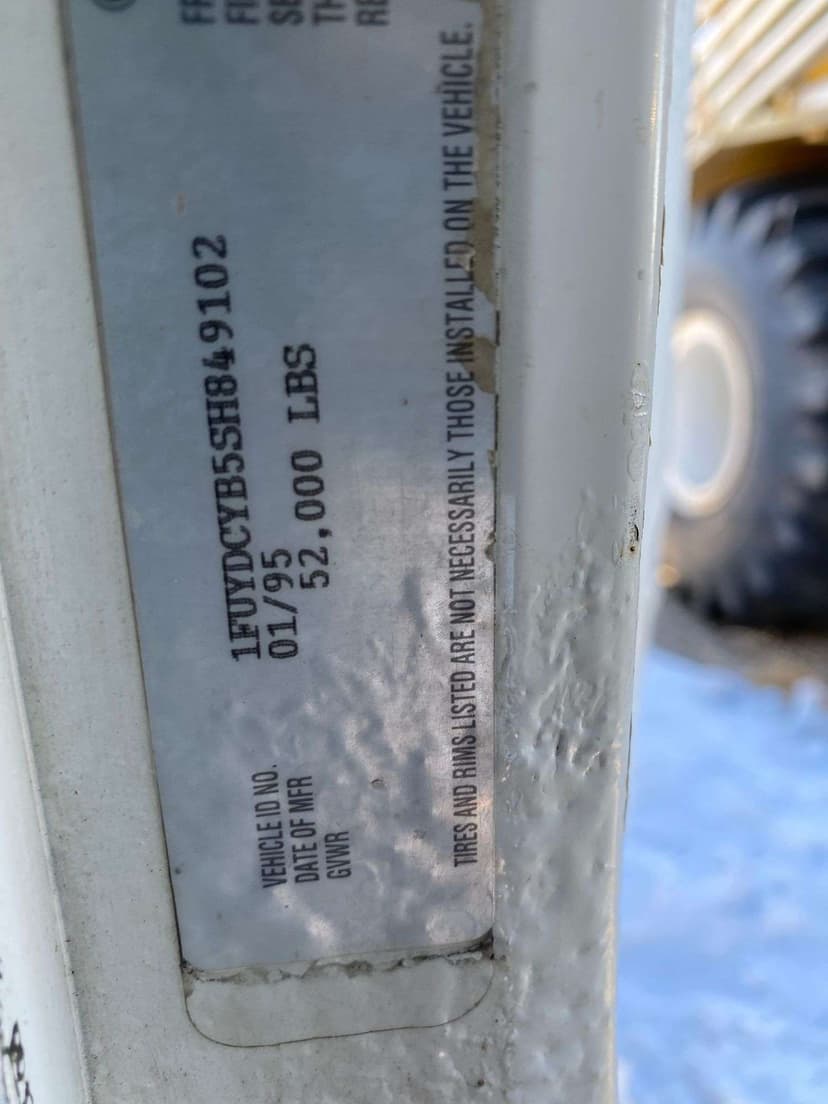 VEHICLE ID NO. 1FUYDCYB5SH849102
DATE OF MFR 01/95
GVWR 52,000 LBS
TIRES AND RIMS LISTED ARE NOT NECESSARILY THOSE INSTALLED ON THE VEHICLE.